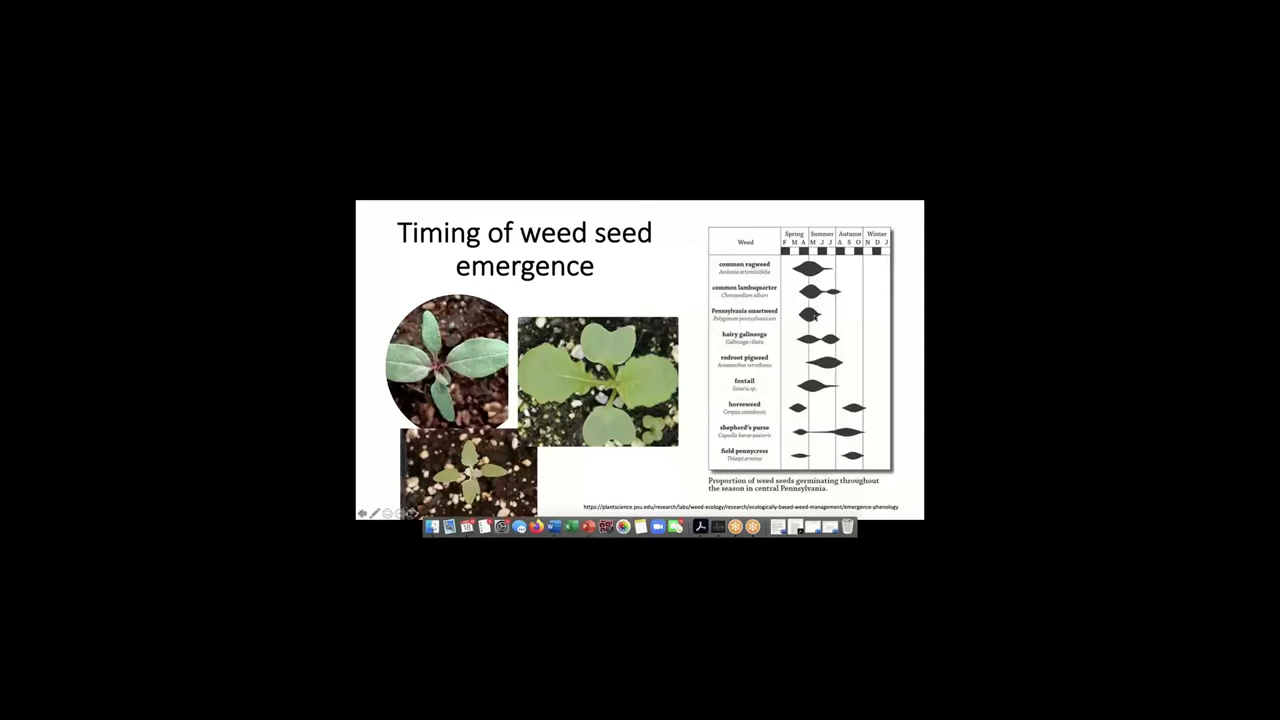 Timing of weed seed
emergence
Weed
Spring Summer Autumn Winter
F M A M J J A S O N D J
common ragweed
Ambrosia artemisiifolia
common lambsquarter
Chenopodium album
Pennsylvania smartweed
Polygonum pensylvanicum
hairy galinsoga
Galinsoga ciliata
redroot pigweed
Amaranthus retroflexus
foxtail
Setaria sp.
horseweed
Conyza canadensis
shepherd's purse
Capsella bursa-pastoris
field pennycress
Thlaspi arvense
Proportion of weed seeds germinating throughout
the season in central Pennsylvania.
https://plantscience.psu.edu/research/labs/weed-ecology/research/ecologically-based-weed-management/emergence-phenology